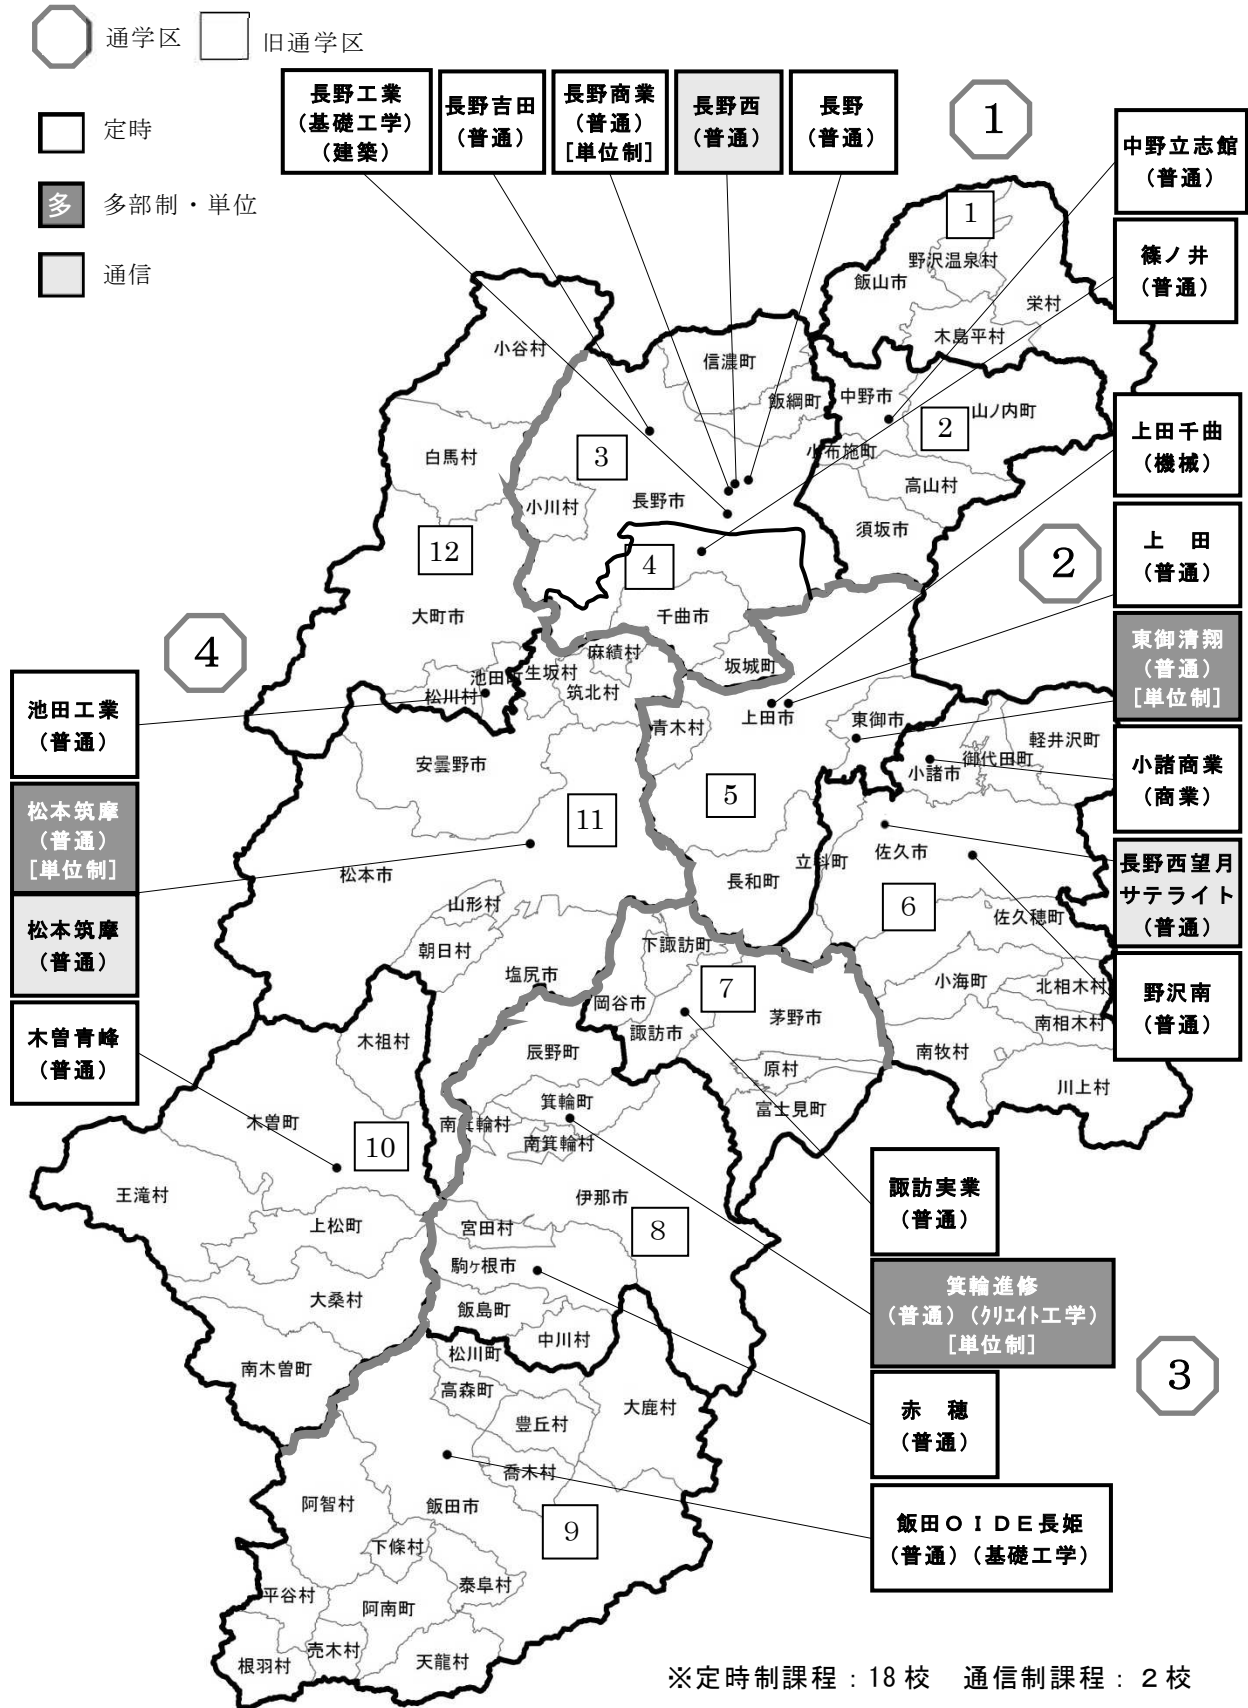 通学区
旧通学区
定時
多
多部制・単位
通信
長野工業
(基礎工学)
(建築)
長野吉田
(普通)
長野商業
(普通)
[単位制]
長野西
(普通)
長野
(普通)
1
中野立志館
(普通)
篠ノ井
(普通)
上田千曲
(機械)
上　田
(普通)
2
東御清翔
(普通)
[単位制]
小諸商業
(商業)
長野西望月
サテライト
(普通)
野沢南
(普通)
4
池田工業
(普通)
松本筑摩
(普通)
[単位制]
松本筑摩
(普通)
木曽青峰
(普通)
諏訪実業
(普通)
箕輪進修
(普通)(クリエイト工学)
[単位制]
3
赤　穂
(普通)
飯田ＯＩＤＥ長姫
(普通)(基礎工学)
1
野沢温泉村
飯山市
栄村
木島平村
小谷村
信濃町
飯綱町
中野市
山ノ内町
2
小布施町
高山村
須坂市
3
白馬村
小川村
長野市
12
4
大町市
千曲市
麻績村
坂城町
池田町
生坂村
松川村
筑北村
青木村
上田市
東御市
軽井沢町
御代田町
小諸市
安曇野市
5
11
立科町
佐久市
松本市
長和町
6
山形村
佐久穂町
朝日村
下諏訪町
塩尻市
7
小海町
北相木村
岡谷市
諏訪市
茅野市
南相木村
木祖村
辰野町
南牧村
原村
川上村
箕輪町
富士見町
木曽町
南箕輪村
南箕輪村
10
王滝村
伊那市
上松町
宮田村
8
駒ヶ根市
大桑村
飯島町
中川村
松川町
南木曽町
高森町
大鹿村
豊丘村
喬木村
阿智村
飯田市
9
下條村
泰阜村
平谷村
阿南町
売木村
根羽村
天龍村
※定時制課程：18校　通信制課程：２校